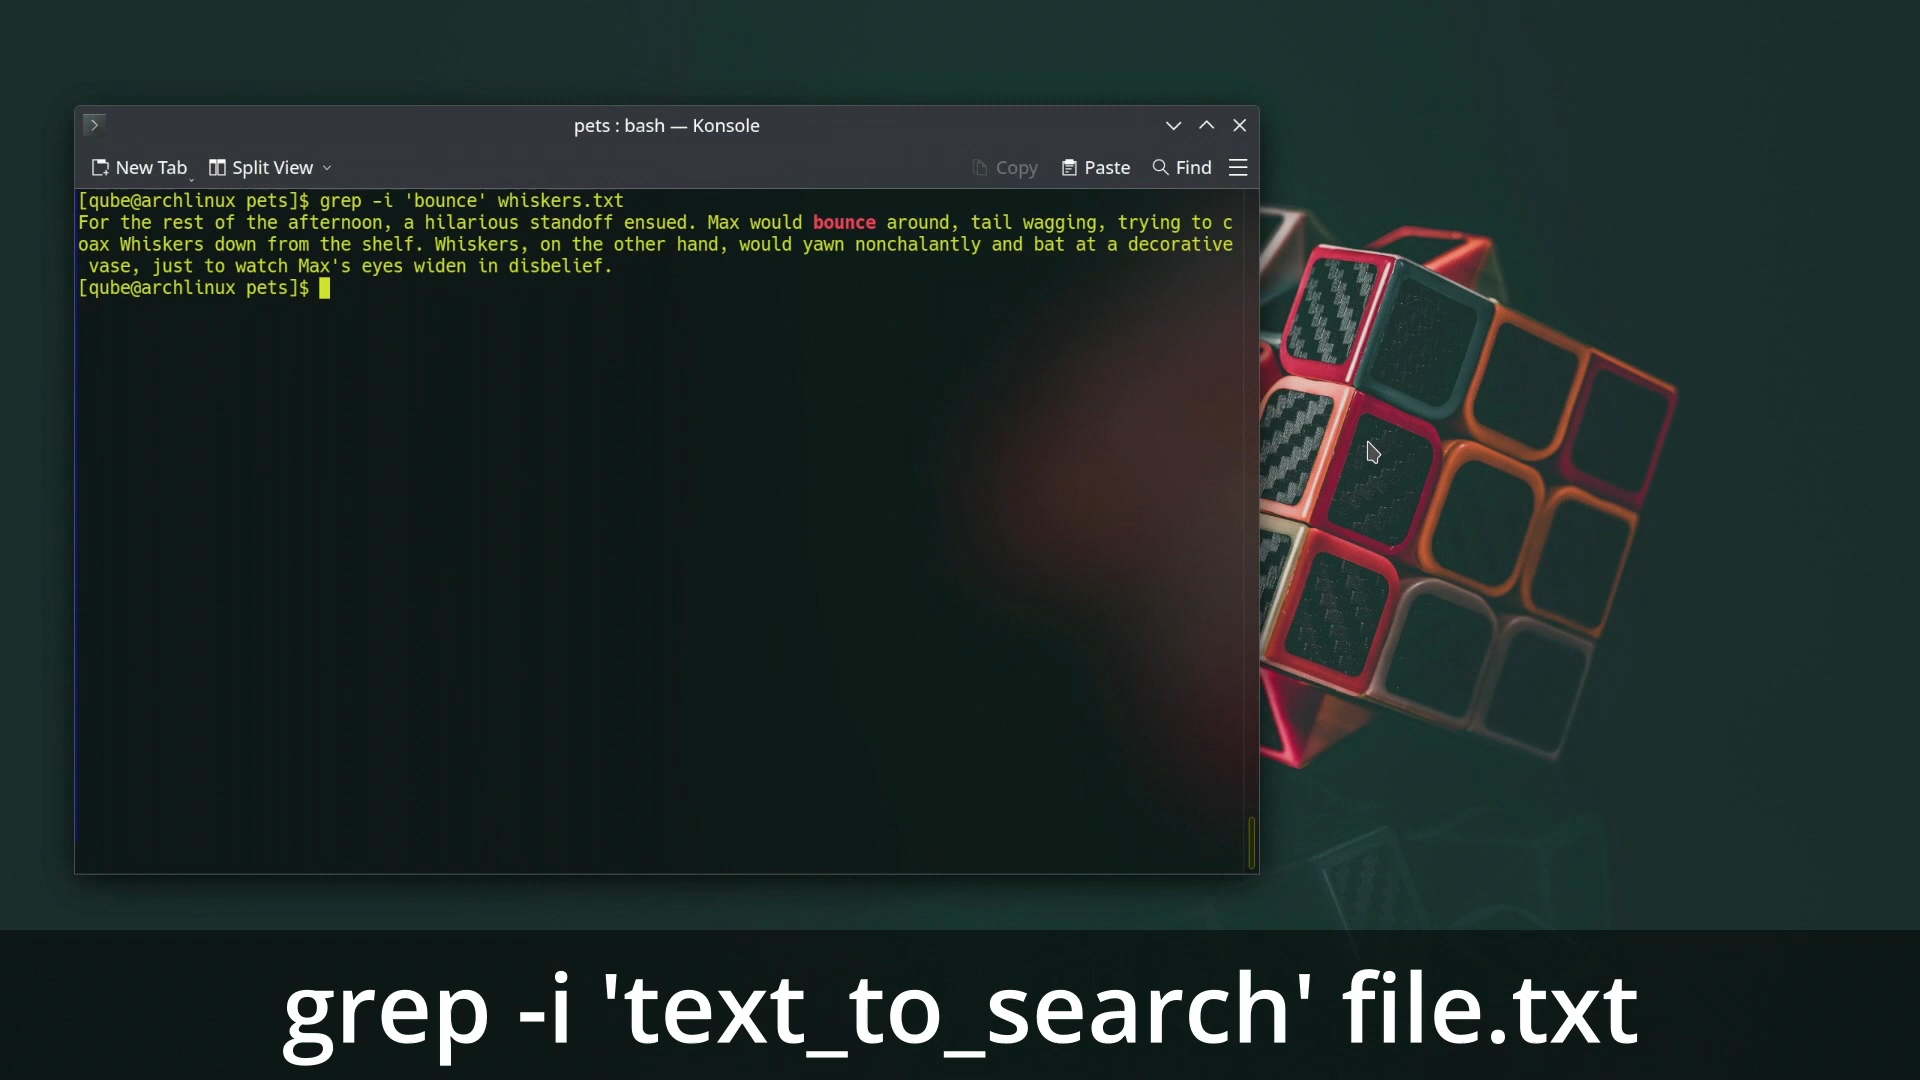 pets : bash — Konsole
New Tab Split View Copy Paste Find
[qube@archlinux pets]$ grep -i 'bounce' whiskers.txt
For the rest of the afternoon, a hilarious standoff ensued. Max would bounce around, tail wagging, trying to c
oax Whiskers down from the shelf. Whiskers, on the other hand, would yawn nonchalantly and bat at a decorative
 vase, just to watch Max's eyes widen in disbelief.
[qube@archlinux pets]$
grep -i 'text_to_search' file.txt